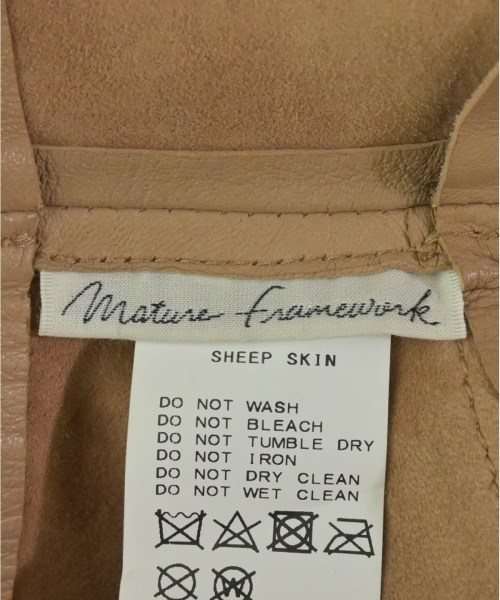 Mature Framework
SHEEP SKIN
DO NOT WASH
DO NOT BLEACH
DO NOT TUMBLE DRY
DO NOT IRON
DO NOT DRY CLEAN
DO NOT WET CLEAN
W